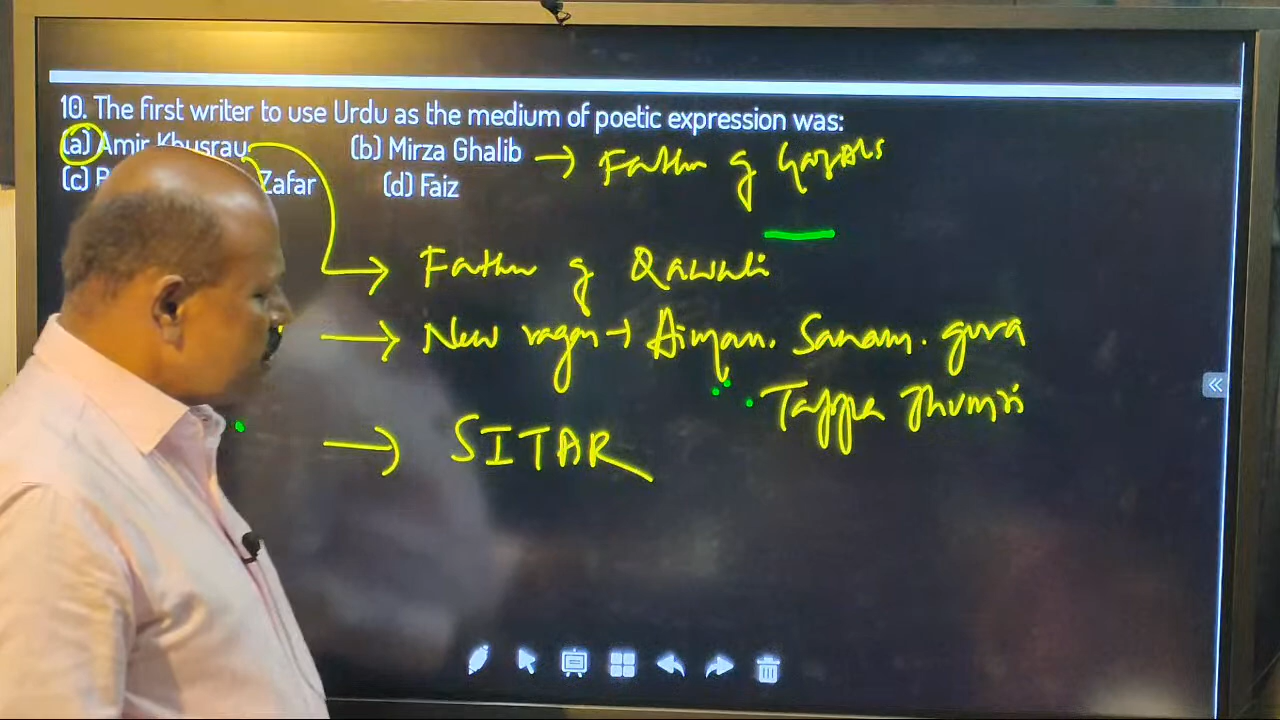 10. The first writer to use Urdu as the medium of poetic expression was:
(a) Amir Khusrau (b) Mirza Ghalib → Father of Gazals
(c) B Zafar (d) Faiz
→ Father of Qawali
→ New ragas → Aiman. Sanam. gora
Tappa Thumri
→ SITAR